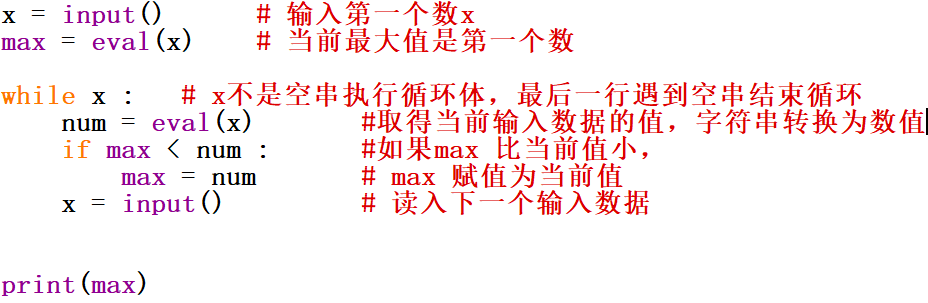 x = input()      # 输入第一个数x
max = eval(x)    # 当前最大值是第一个数
while x :   # x不是空串执行循环体，最后一行遇到空串结束循环
    num = eval(x)       #取得当前输入数据的值，字符串转换为数值
    if max < num :      #如果max 比当前值小，
        max = num       # max 赋值为当前值
    x = input()         # 读入下一个输入数据
print(max)